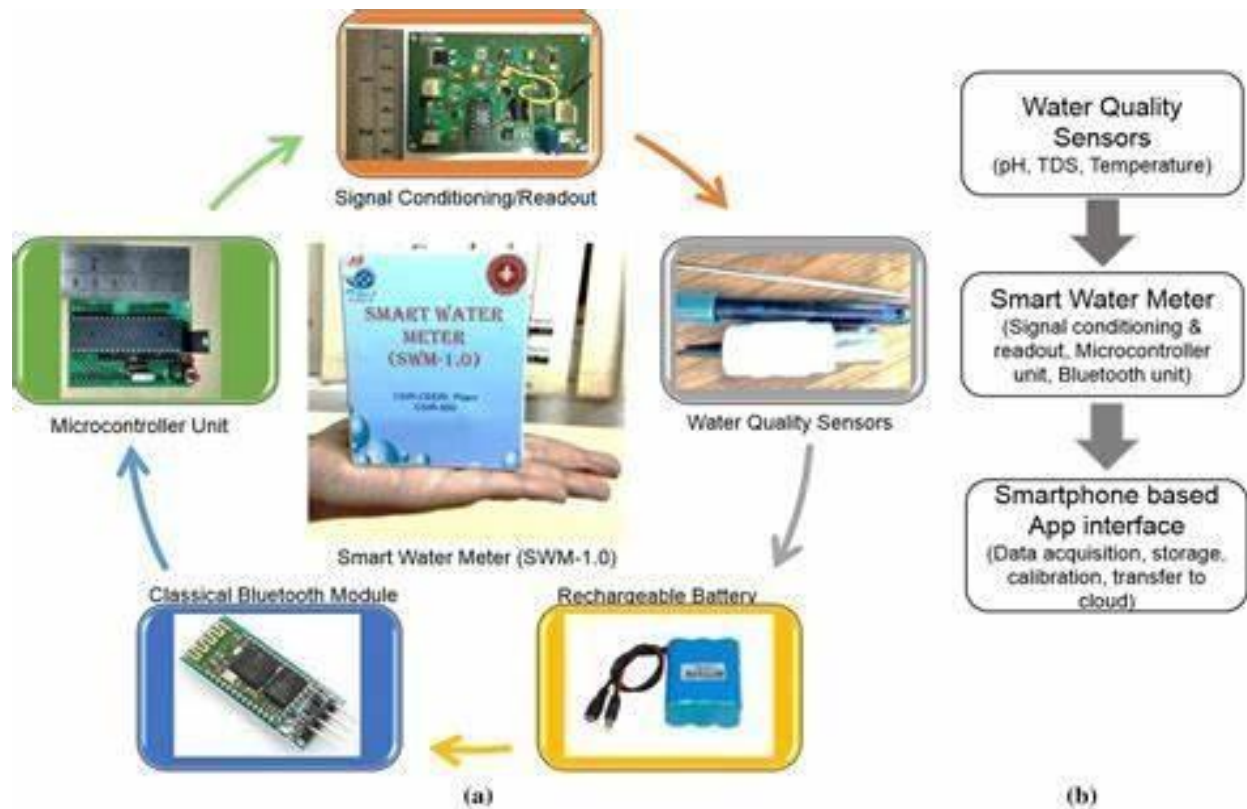 Signal Conditioning/Readout
Microcontroller Unit
SMART WATER
METER
(SWM-1.0)
Water Quality Sensors
Smart Water Meter (SWM-1.0)
Classical Bluetooth Module
Rechargeable Battery
(a)
Water Quality
Sensors
(pH, TDS, Temperature)
Smart Water Meter
(Signal conditioning &
readout, Microcontroller
unit, Bluetooth unit)
Smartphone based
App interface
(Data acquisition, storage,
calibration, transfer to
cloud)
(b)